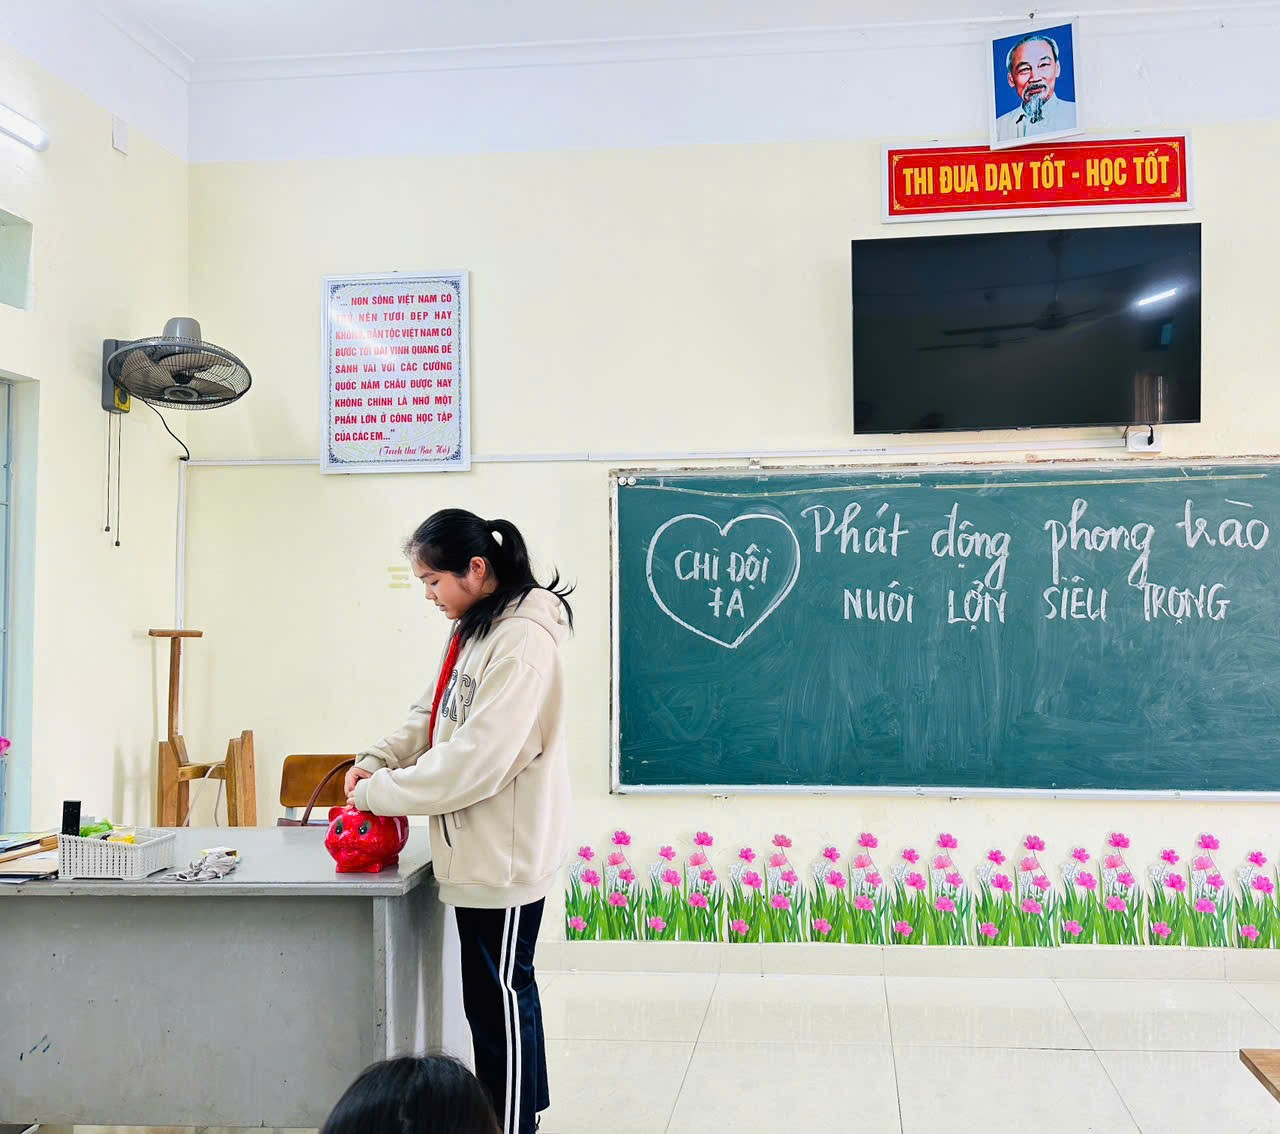 THI ĐUA DẠY TỐT - HỌC TỐT
"... NON SÔNG VIỆT NAM CÓ
TRỞ NÊN TƯƠI ĐẸP HAY
KHÔNG, DÂN TỘC VIỆT NAM CÓ
BƯỚC TỚI ĐÀI VINH QUANG ĐỂ
SÁNH VAI VỚI CÁC CƯỜNG
QUỐC NĂM CHÂU ĐƯỢC HAY
KHÔNG CHÍNH LÀ NHỜ MỘT
PHẦN LỚN Ở CÔNG HỌC TẬP
CỦA CÁC EM..."
(Trích thư Bác Hồ)
CHI ĐỘI
7A
Phát động phong trào
NUÔI LỢN SIÊU TRỌNG